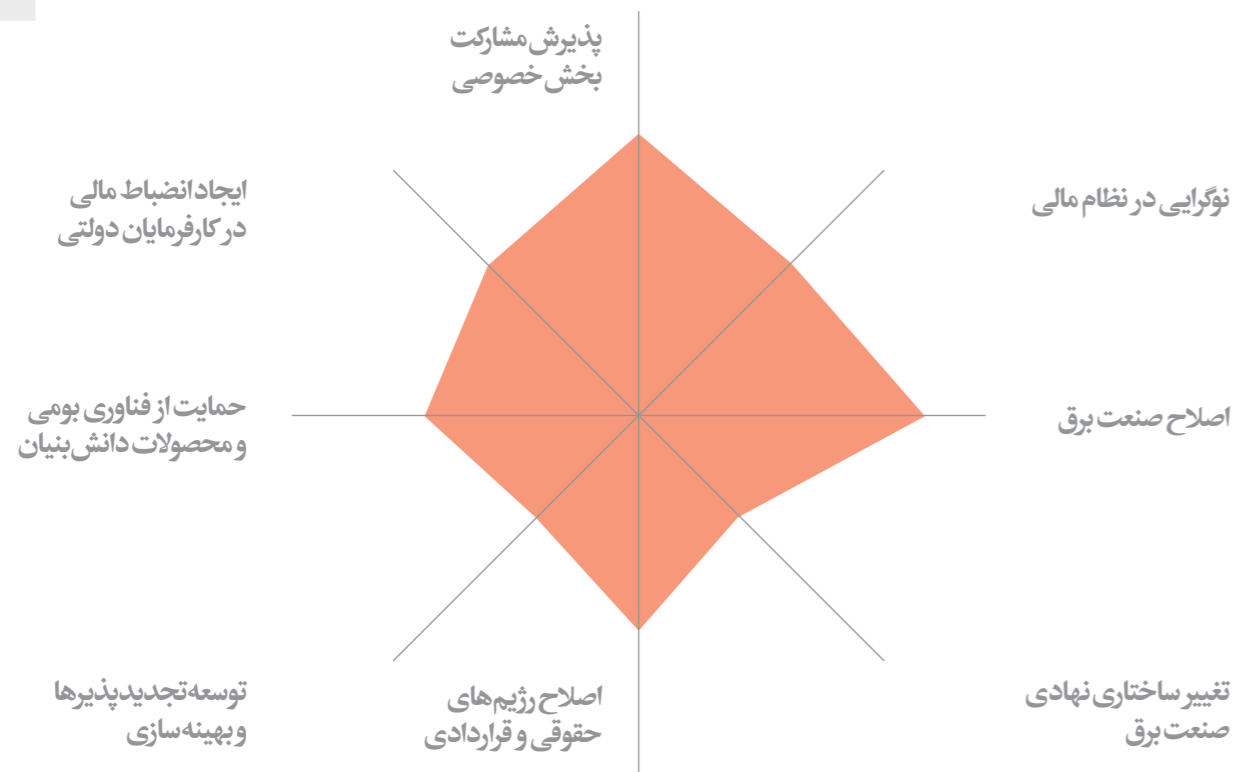 پذیرش مشارکت
بخش خصوصی
نوگرایی در نظام مالی
ایجاد انضباط مالی
در کارفرمایان دولتی
اصلاح صنعت برق
حمایت از فناوری بومی
و محصولات دانش‌بنیان
تغییر ساختاری نهادی
صنعت برق
اصلاح رژیم‌های
حقوقی و قراردادی
توسعه تجدیدپذیرها
و بهینه‌سازی